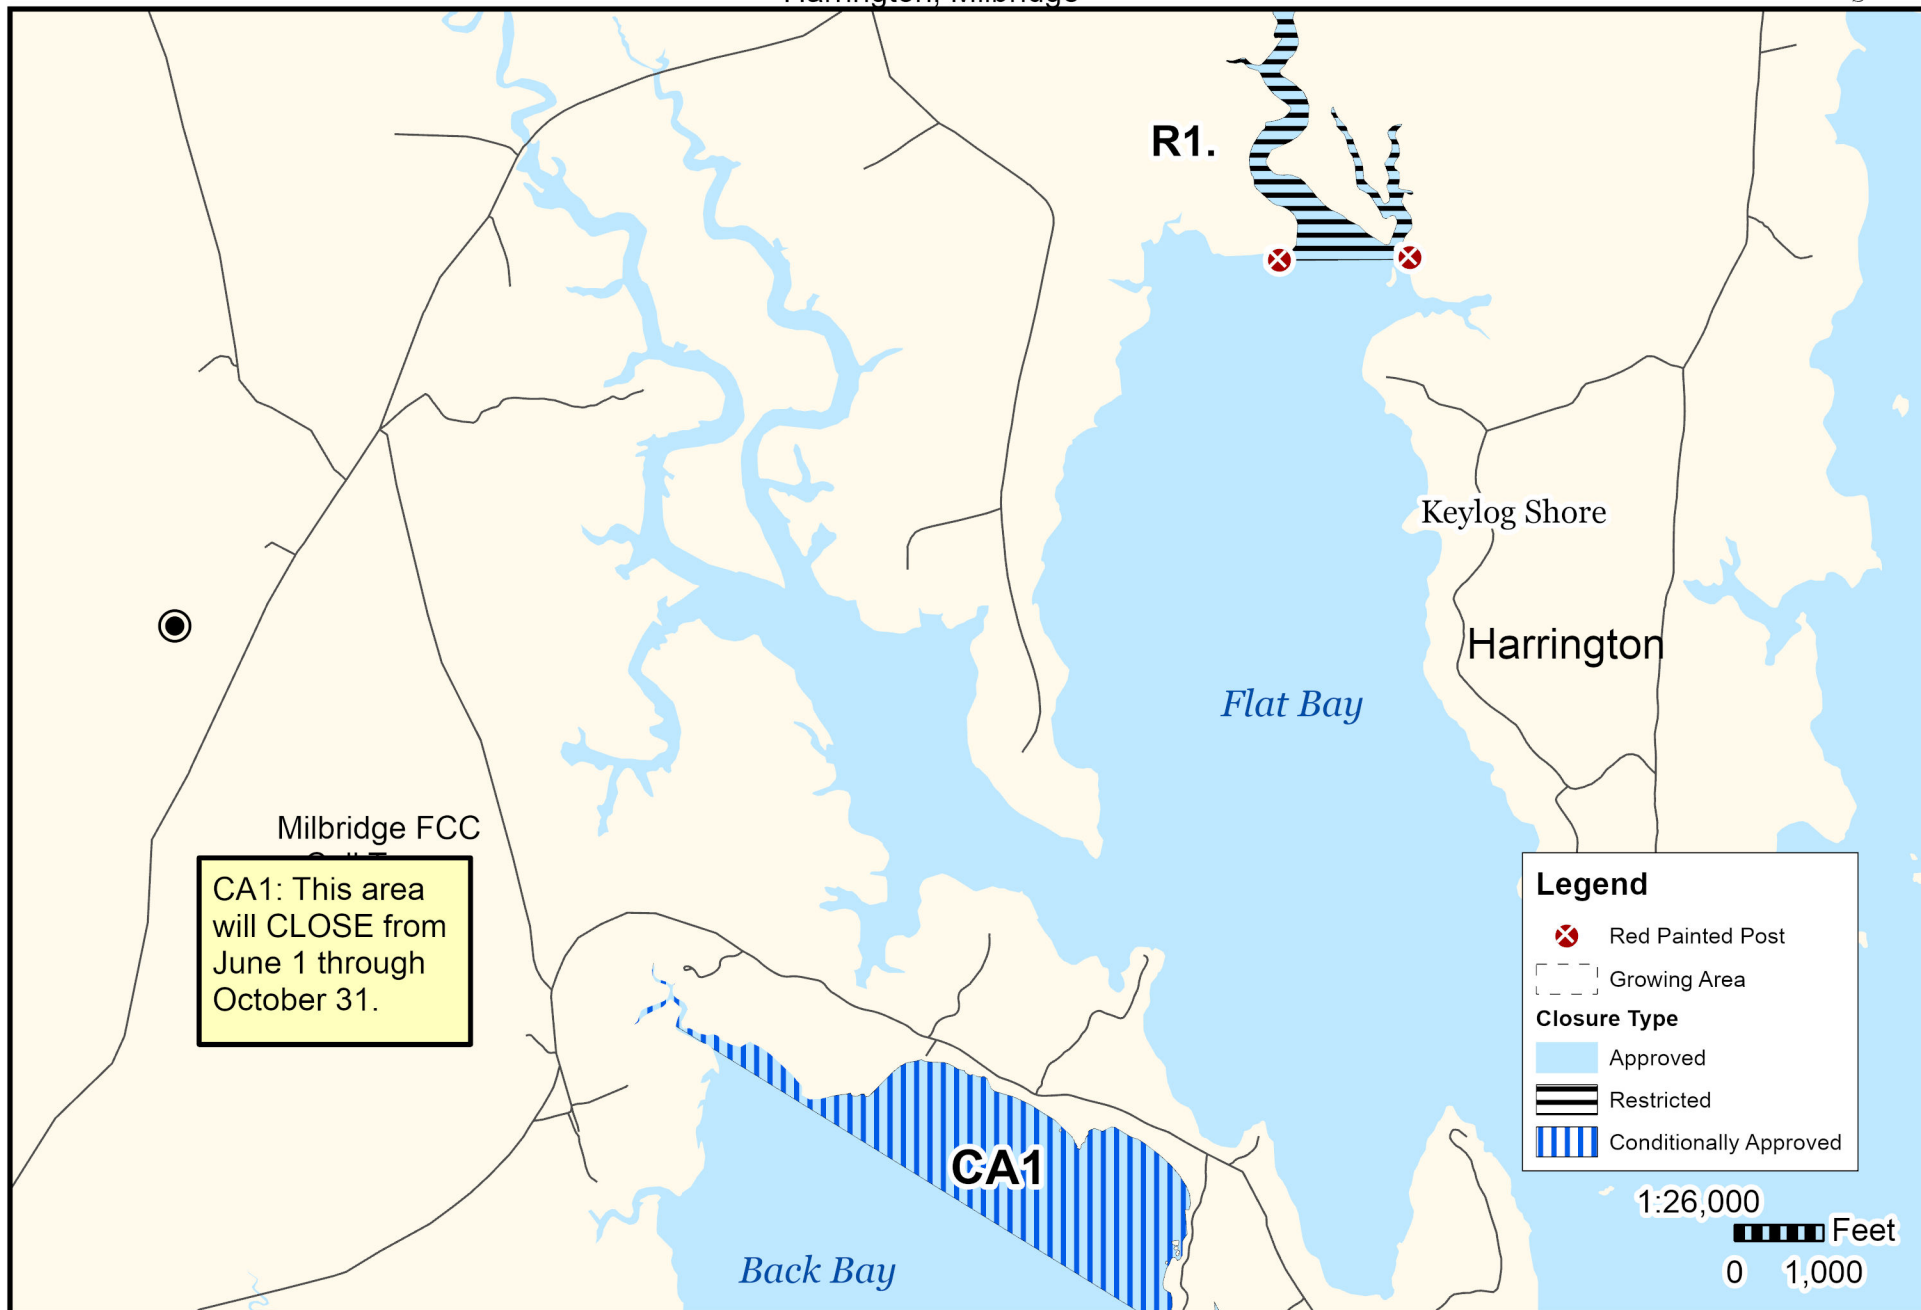 Harrington, Milbridge
R1.
Keylog Shore
Harrington
Flat Bay
Milbridge FCC
CA1: This area
will CLOSE from
June 1 through
October 31.
Legend
Red Painted Post
Growing Area
Closure Type
Approved
Restricted
Conditionally Approved
CA1
Back Bay
1:26,000
Feet
0 1,000